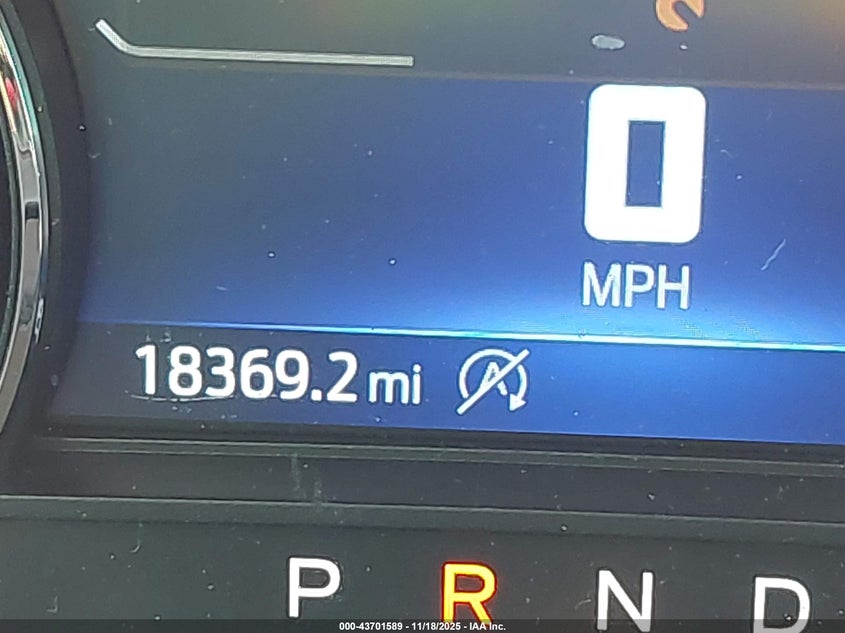 0
MPH
18369.2 mi
P R N D
000-43701589 - 11/18/2025 - IAA Inc.